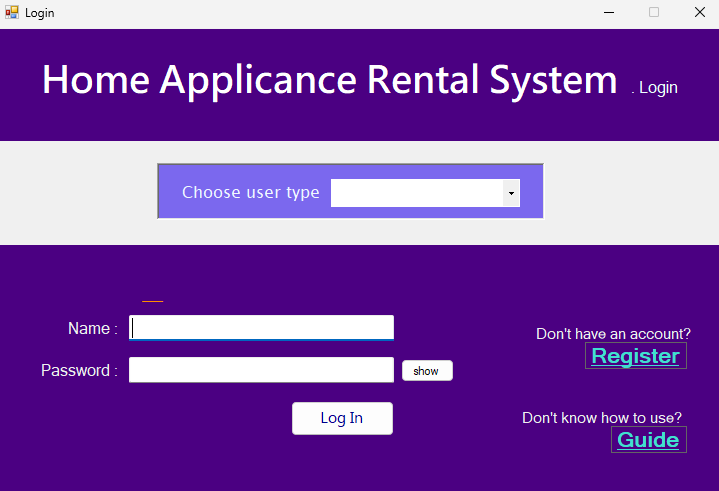 Login
Home Applicance Rental System . Login
Choose user type
Name :
Password :
show
Log In
Don't have an account?
Register
Don't know how to use?
Guide